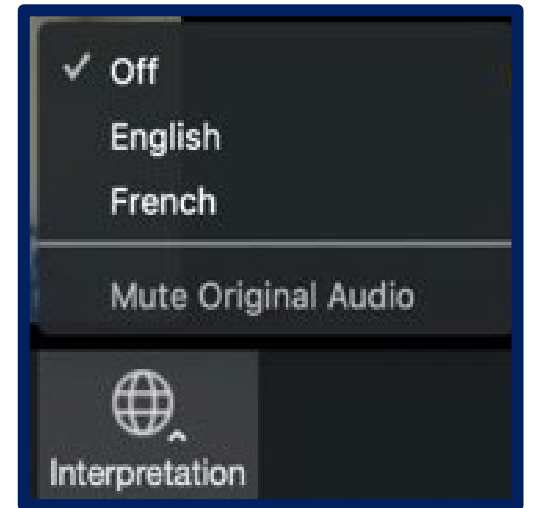 Off
English
French
Mute Original Audio
Interpretation